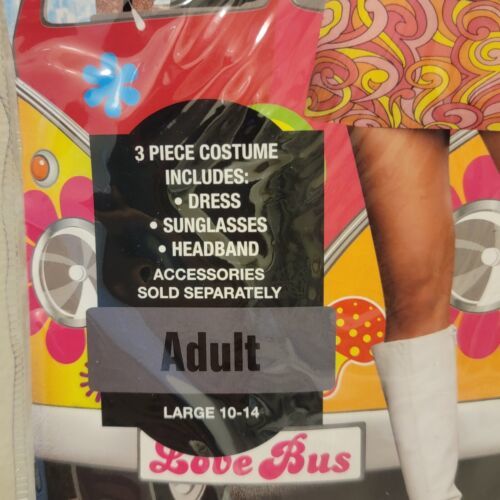 3 PIECE COSTUME
INCLUDES:
• DRESS
• SUNGLASSES
• HEADBAND
ACCESSORIES
SOLD SEPARATELY
Adult
LARGE 10-14
Love Bus